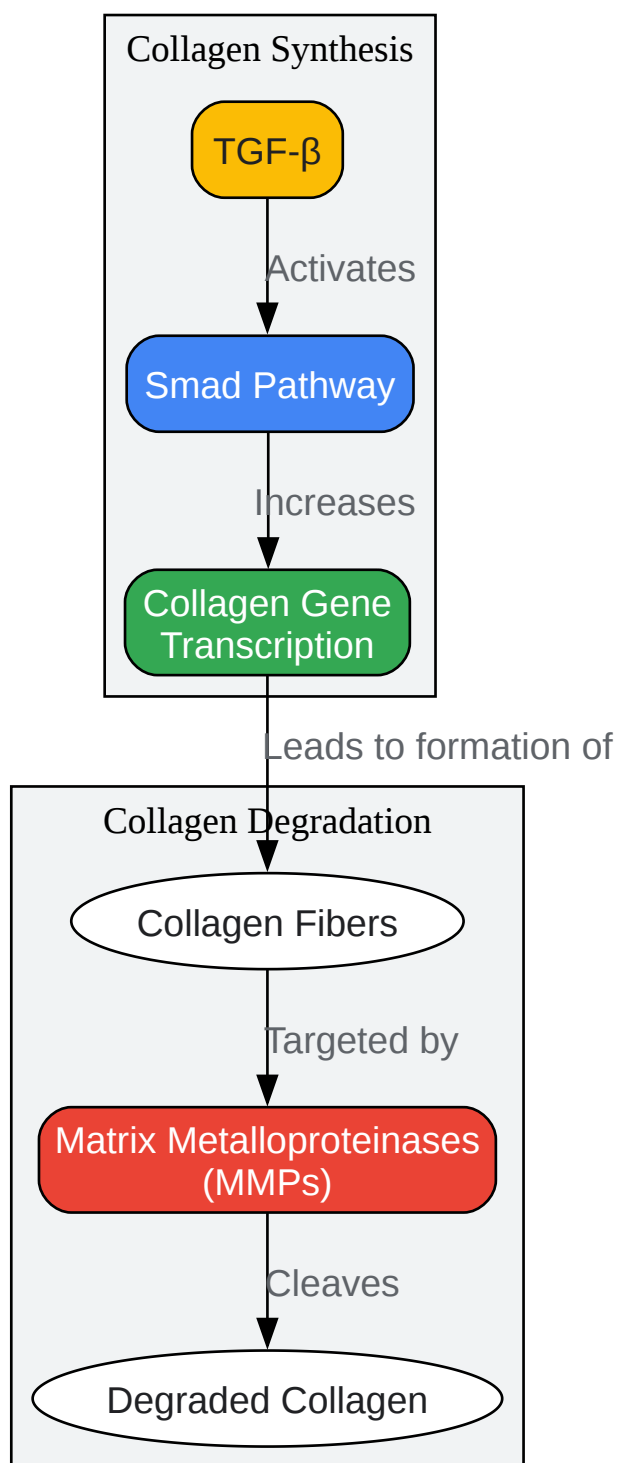 Collagen Synthesis
TGF-β
Activates
Smad Pathway
Increases
Collagen Gene
Transcription
Leads to formation of
Collagen Degradation
Collagen Fibers
Targeted by
Matrix Metalloproteinases
(MMPs)
Cleaves
Degraded Collagen